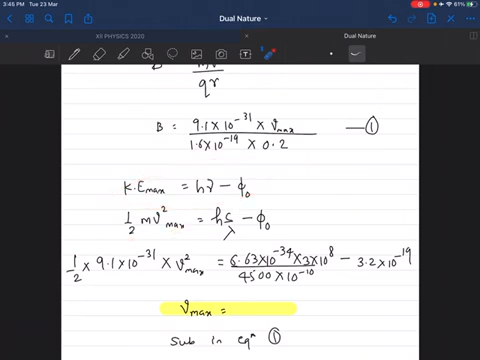 3:45 PM Tue 23 Mar
61%
Dual Nature
XII PHYSICS 2020
Dual Nature
qr
B = 9.1×10^-31 × v_max / 1.6×10^-19 × 0.2 —①
K.E_max = hν − ϕ₀
1/2 mv²_max = h c/λ − ϕ₀
1/2 × 9.1×10^-31 × v²_max = 6.63×10^-34 × 3×10^8 / 4500×10^-10 − 3.2×10^-19
v_max =
Sub in eqⁿ ①